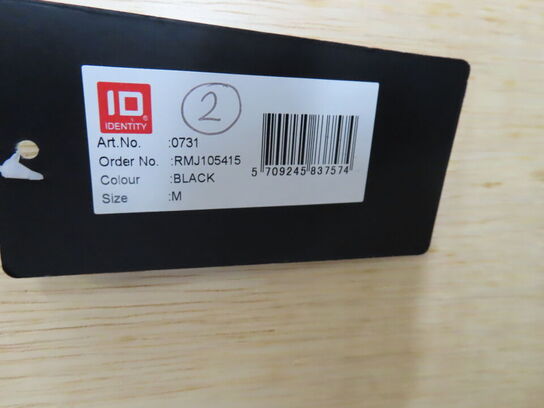 ID
IDENTITY ®
2
Art.No. :0731
Order No. :RMJ105415
Colour :BLACK
Size :M
5 709245 837574